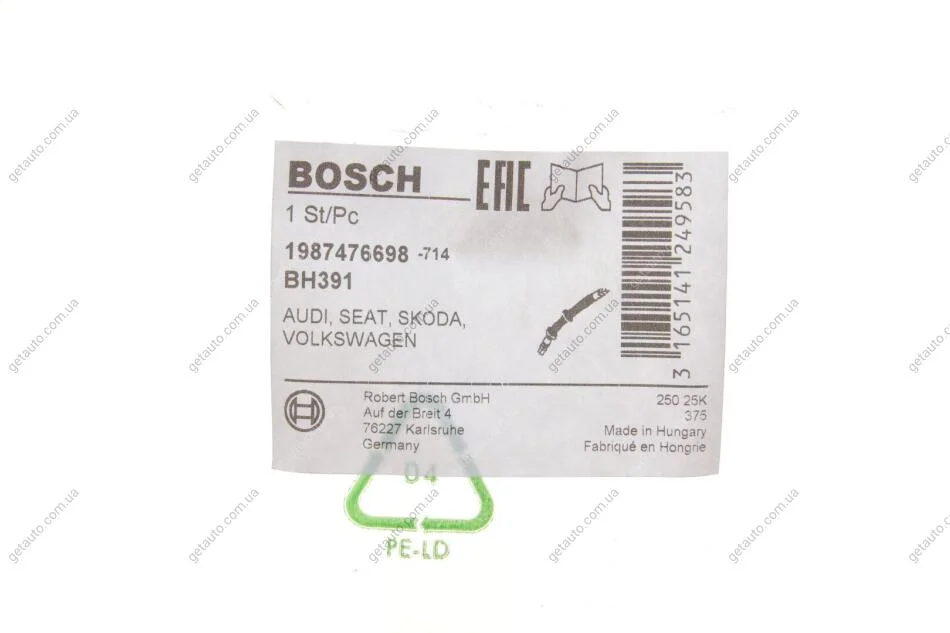 BOSCH
EAC
1 St/Pc
1987476698 -714
BH391
AUDI, SEAT, SKODA,
VOLKSWAGEN
3 165141 249583
Robert Bosch GmbH
Auf der Breit 4
76227 Karlsruhe
Germany
250 25K
375
Made in Hungary
Fabriqué en Hongrie
04
PE-LD
getauto.com.ua